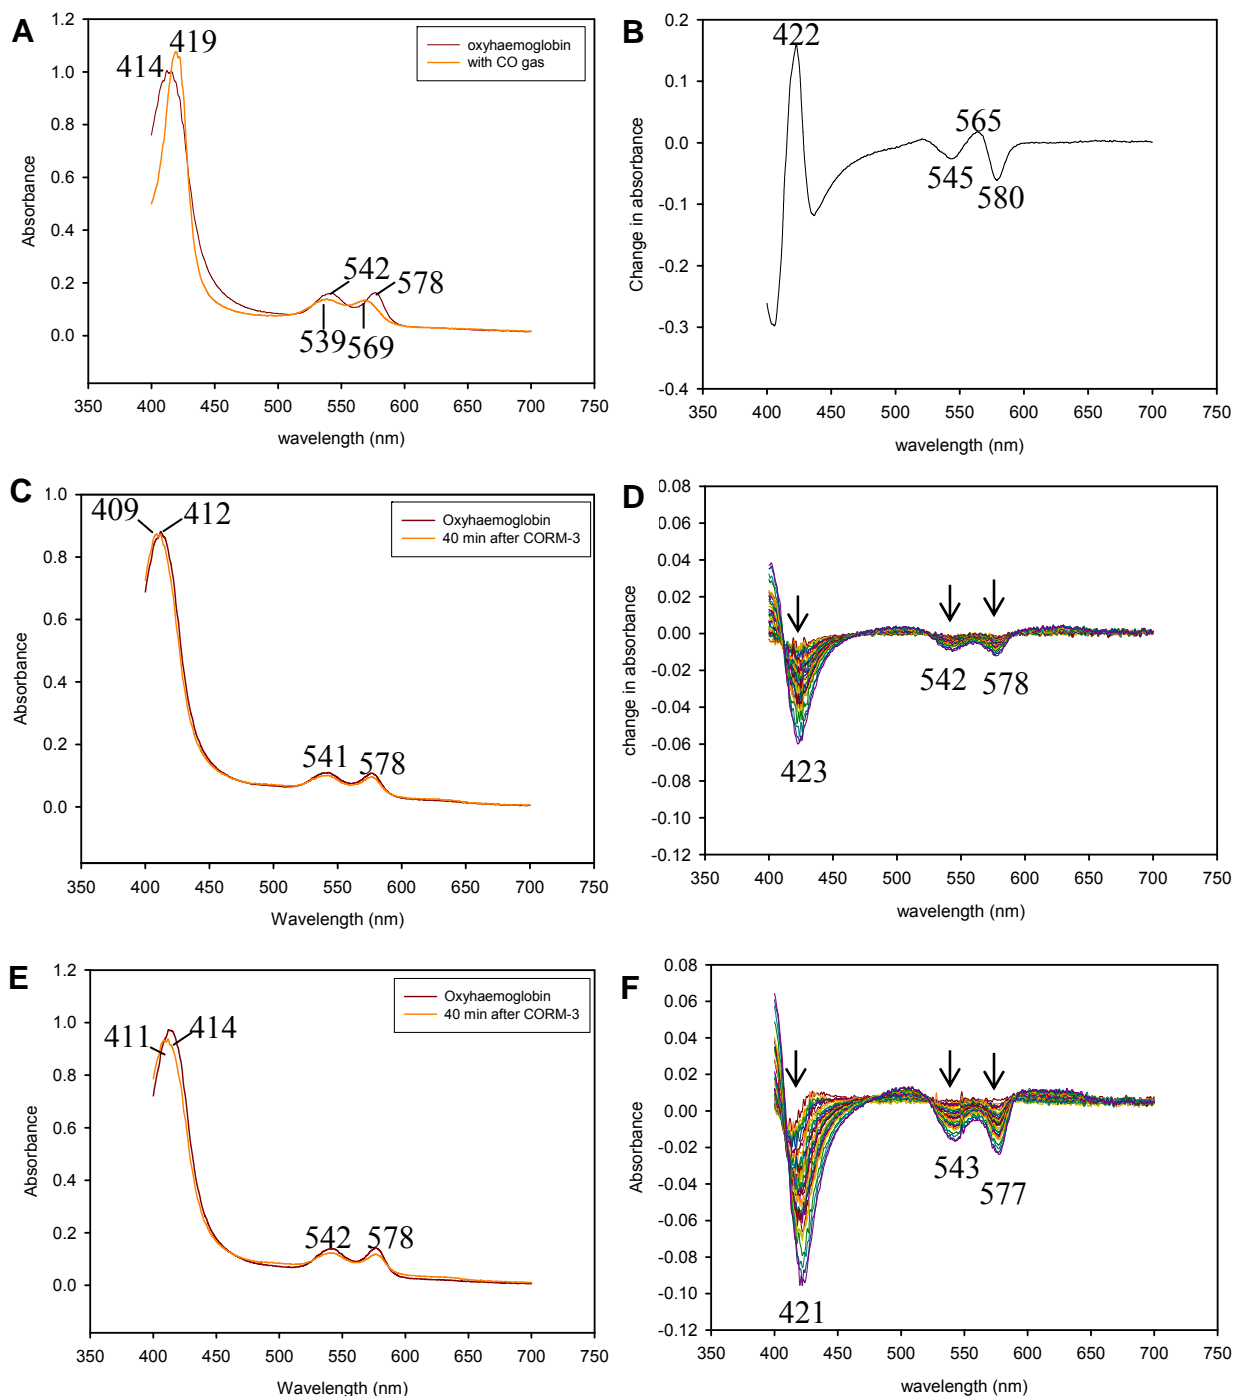 A
1.2
1.0
0.8
0.6
0.4
0.2
0.0
Absorbance
414
419
542
578
539
569
oxyhaemoglobin
with CO gas
350 400 450 500 550 600 650 700 750
wavelength (nm)
B
0.2
0.1
0.0
-0.1
-0.2
-0.3
-0.4
Change in absorbance
422
565
545
580
350 400 450 500 550 600 650 700 750
wavelength (nm)
C
1.0
0.8
0.6
0.4
0.2
0.0
Absorbance
409
412
541
578
Oxyhaemoglobin
40 min after CORM-3
350 400 450 500 550 600 650 700 750
Wavelength (nm)
D
0.08
0.06
0.04
0.02
0.00
-0.02
-0.04
-0.06
-0.08
-0.10
-0.12
change in absorbance
423
542
578
350 400 450 500 550 600 650 700 750
wavelength (nm)
E
1.2
1.0
0.8
0.6
0.4
0.2
0.0
Absorbance
411
414
542
578
Oxyhaemoglobin
40 min after CORM-3
350 400 450 500 550 600 650 700 750
Wavelength (nm)
F
0.08
0.06
0.04
0.02
0.00
-0.02
-0.04
-0.06
-0.08
-0.10
-0.12
Absorbance
421
543
577
350 400 450 500 550 600 650 700 750
wavelength (nm)